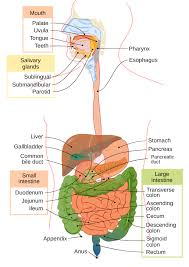 Mouth
Palate
Uvula
Tongue
Teeth
Salivary
glands
Sublingual
Submandibular
Parotid
Pharynx
Esophagus
Liver
Gallbladder
Common
bile duct
Stomach
Pancreas
Pancreatic
duct
Small
intestine
Duodenum
Jejunum
ileum
Large
intestine
Transverse
colon
Ascending
colon
Cecum
Descending
colon
Sigmoid
colon
Rectum
Appendix
Anus